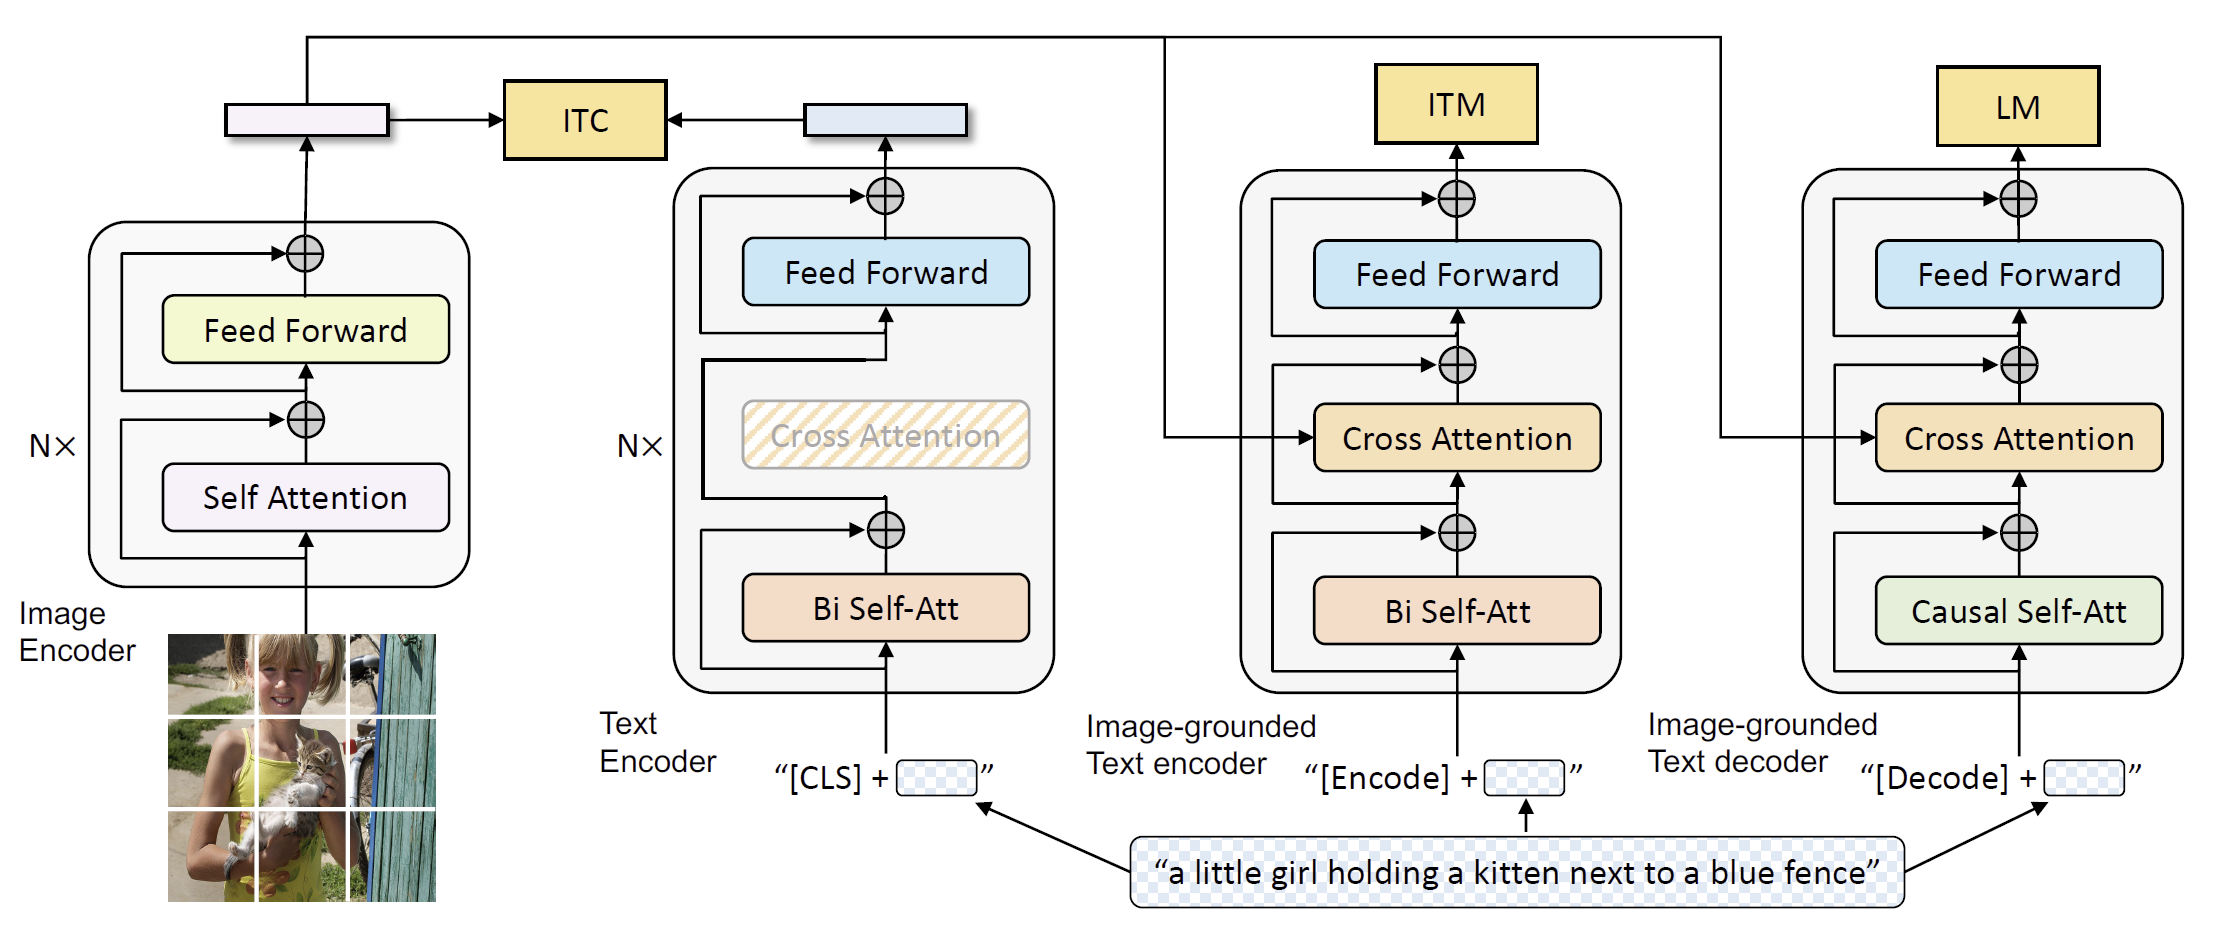 ITC
ITM
LM
Feed Forward
Self Attention
N×
Image
Encoder
Feed Forward
Cross Attention
Bi Self-Att
N×
Text
Encoder
“[CLS] + ”
Feed Forward
Cross Attention
Bi Self-Att
Image-grounded
Text encoder
“[Encode] + ”
Feed Forward
Cross Attention
Causal Self-Att
Image-grounded
Text decoder
“[Decode] + ”
“a little girl holding a kitten next to a blue fence”